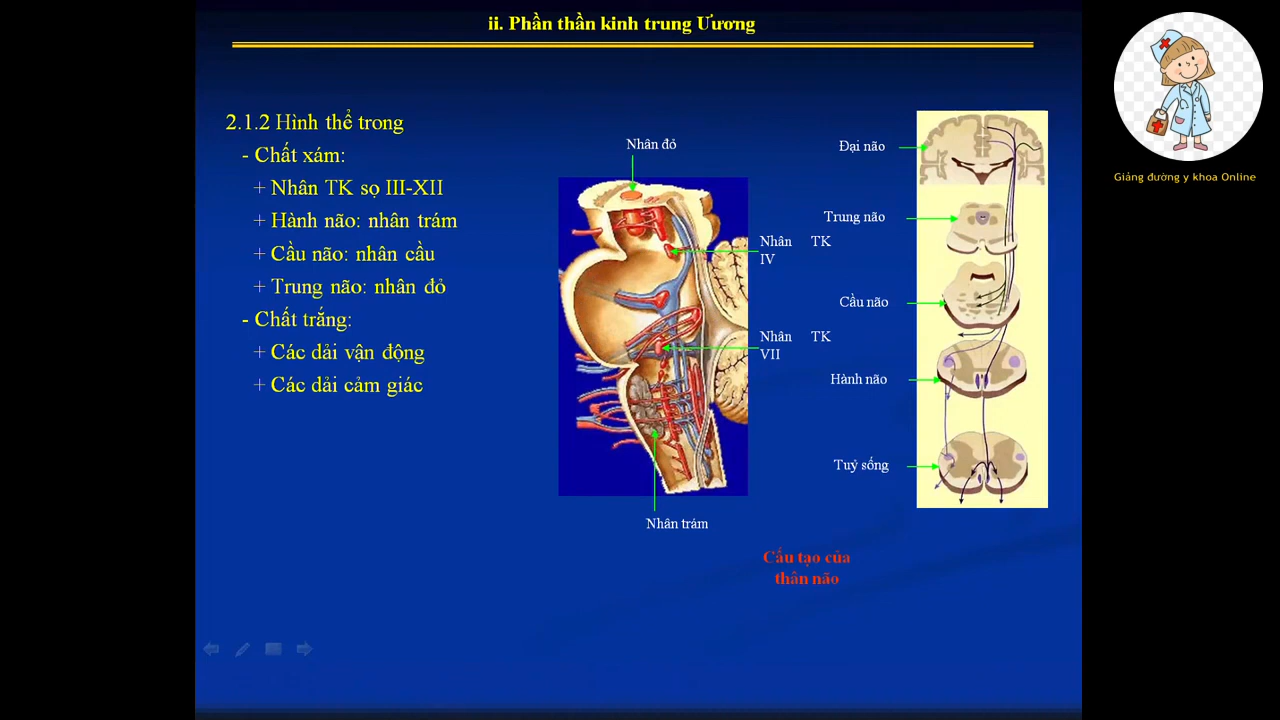 ii. Phần thần kinh trung Ương
Giảng đường y khoa Online
2.1.2 Hình thể trong
- Chất xám:
+ Nhân TK sọ III-XII
+ Hành não: nhân trám
+ Cầu não: nhân cầu
+ Trung não: nhân đỏ
- Chất trắng:
+ Các dải vận động
+ Các dải cảm giác
Nhân đỏ
Nhân TK
IV
Nhân TK
VII
Nhân trám
Đại não
Trung não
Cầu não
Hành não
Tuỷ sống
Cấu tạo của
thân não